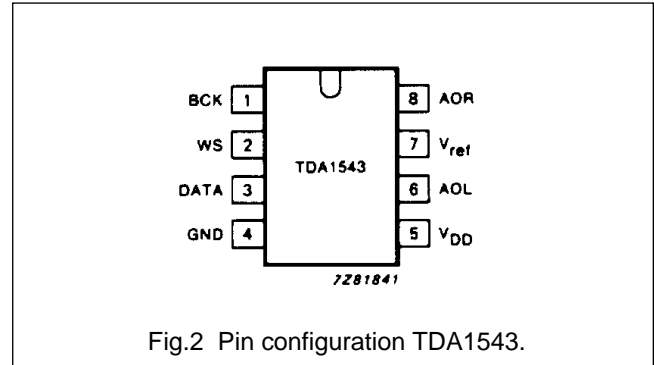 BCK 1 8 AOR
WS 2 7 Vref
TDA1543
DATA 3 6 AOL
GND 4 5 VDD
7Z81841
Fig.2 Pin configuration TDA1543.